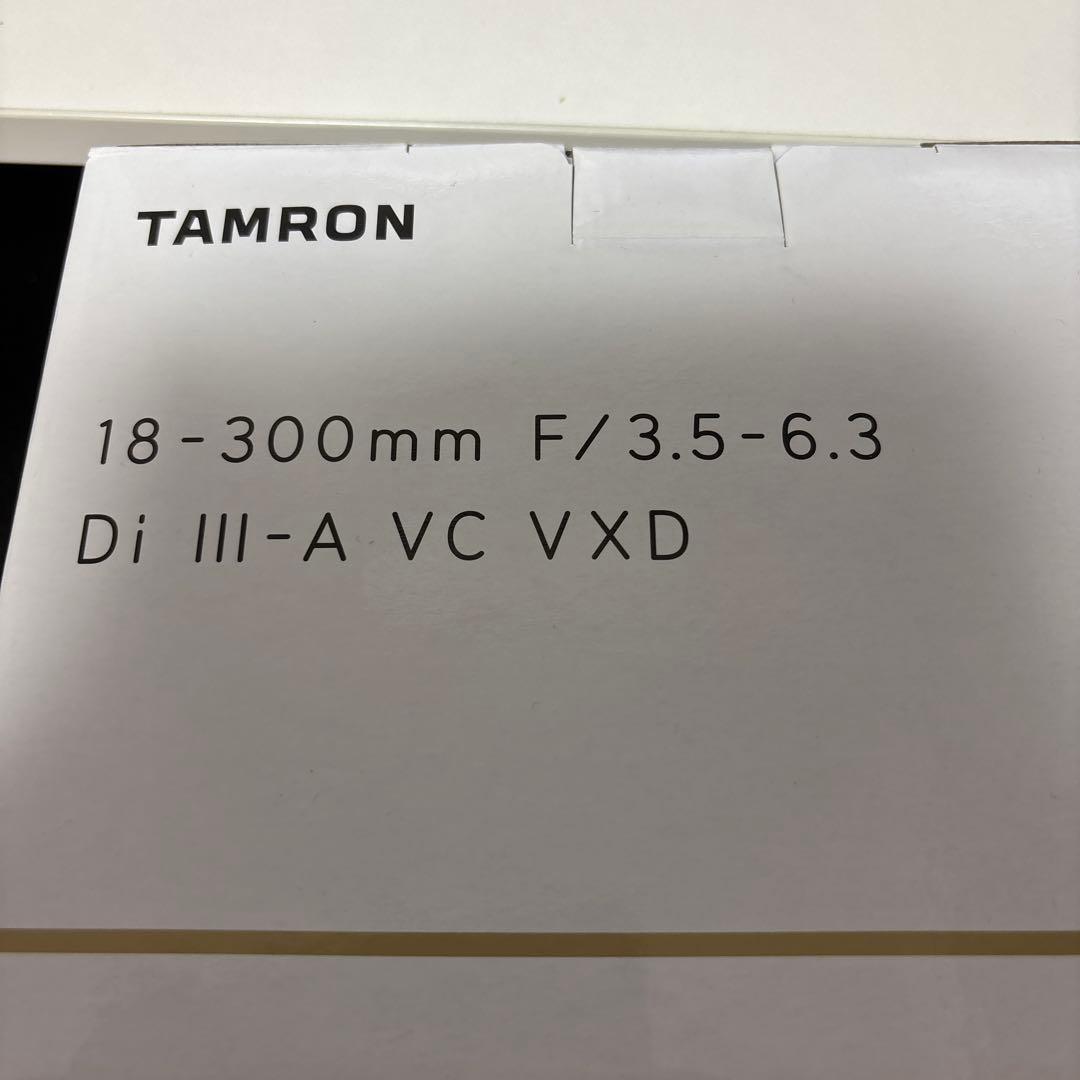 TAMRON
18-300mm F/3.5-6.3
Di III-A VC VXD